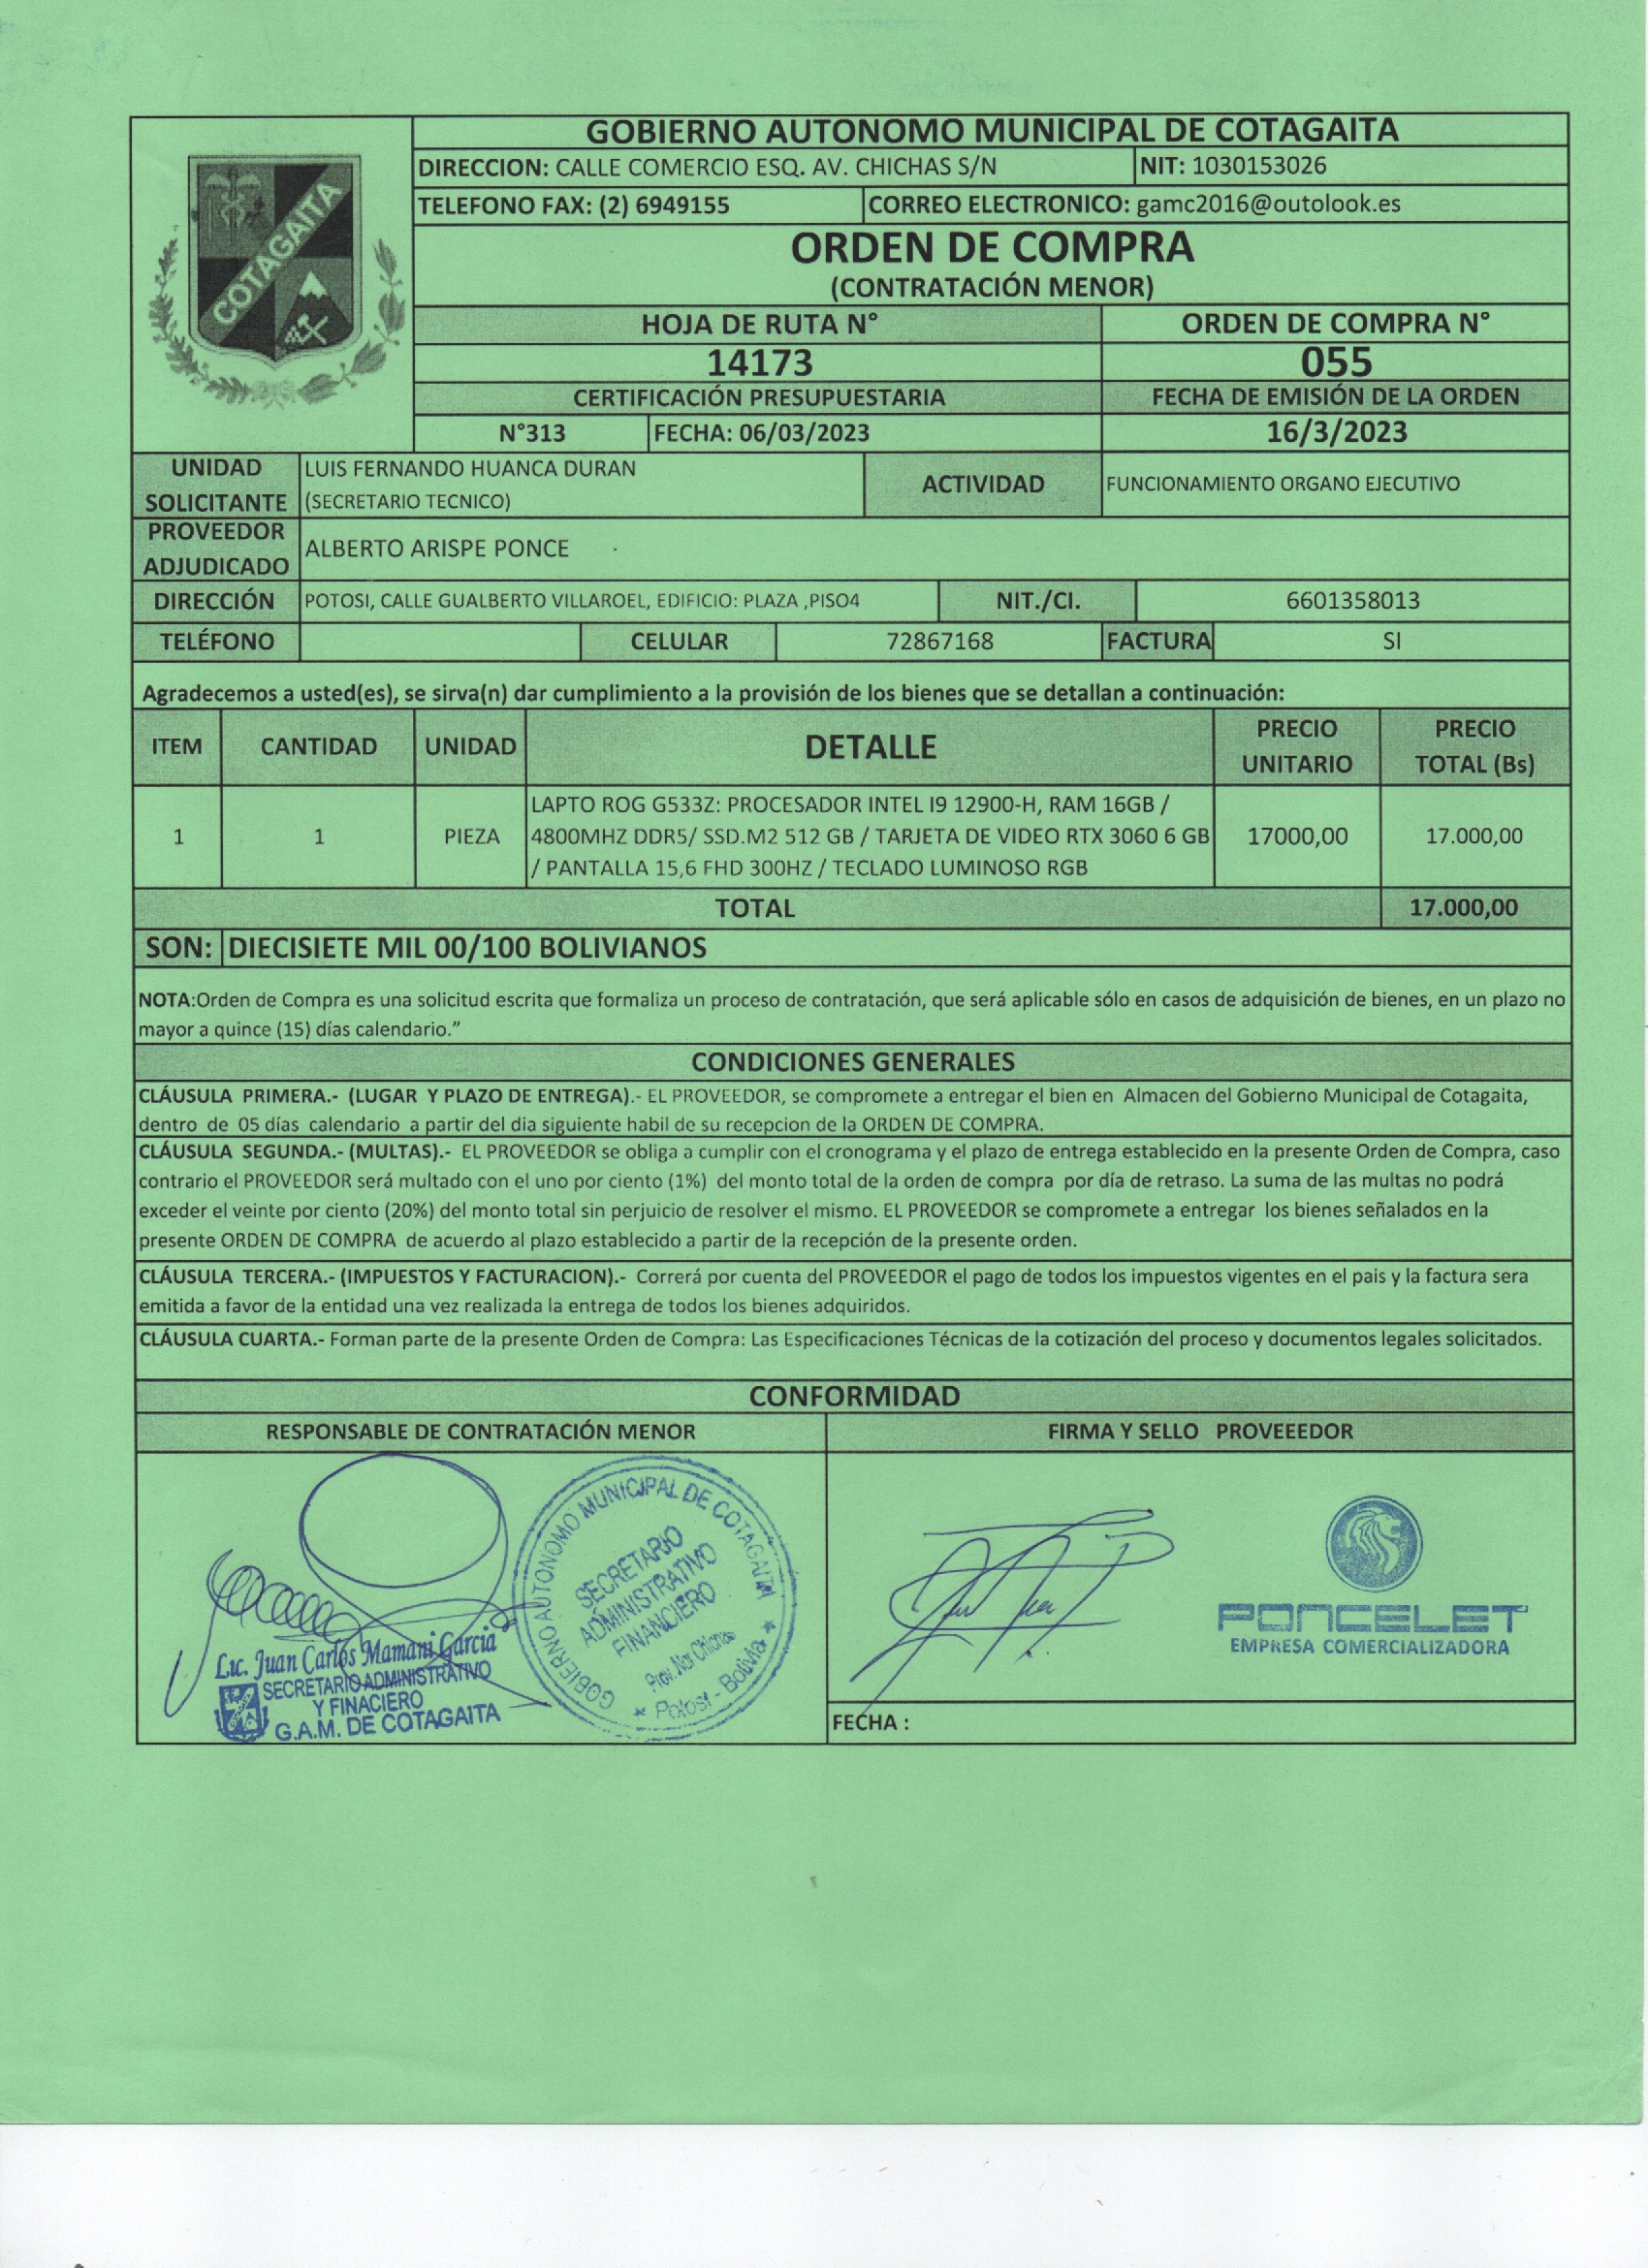 GOBIERNO AUTONOMO MUNICIPAL DE COTAGAITA
DIRECCION: CALLE COMERCIO ESQ. AV. CHICHAS S/N NIT: 1030153026
TELEFONO FAX: (2) 6949155 CORREO ELECTRONICO: gamc2016@outolook.es
COTAGAITA
ORDEN DE COMPRA
(CONTRATACIÓN MENOR)
HOJA DE RUTA N° ORDEN DE COMPRA N°
14173 055
CERTIFICACIÓN PRESUPUESTARIA FECHA DE EMISIÓN DE LA ORDEN
N°313 FECHA: 06/03/2023 16/3/2023
UNIDAD SOLICITANTE LUIS FERNANDO HUANCA DURAN
(SECRETARIO TECNICO) ACTIVIDAD FUNCIONAMIENTO ORGANO EJECUTIVO
PROVEEDOR ADJUDICADO ALBERTO ARISPE PONCE
DIRECCIÓN POTOSI, CALLE GUALBERTO VILLAROEL, EDIFICIO: PLAZA ,PISO4 NIT./CI. 6601358013
TELÉFONO CELULAR 72867168 FACTURA SI
Agradecemos a usted(es), se sirva(n) dar cumplimiento a la provisión de los bienes que se detallan a continuación:
ITEM CANTIDAD UNIDAD DETALLE PRECIO UNITARIO PRECIO TOTAL (Bs)
1 1 PIEZA LAPTO ROG G533Z: PROCESADOR INTEL I9 12900-H, RAM 16GB /
4800MHZ DDR5/ SSD.M2 512 GB / TARJETA DE VIDEO RTX 3060 6 GB
/ PANTALLA 15,6 FHD 300HZ / TECLADO LUMINOSO RGB 17000,00 17.000,00
TOTAL 17.000,00
SON: DIECISIETE MIL 00/100 BOLIVIANOS
NOTA:Orden de Compra es una solicitud escrita que formaliza un proceso de contratación, que será aplicable sólo en casos de adquisición de bienes, en un plazo no
mayor a quince (15) días calendario.”
CONDICIONES GENERALES
CLÁUSULA PRIMERA.- (LUGAR Y PLAZO DE ENTREGA).- EL PROVEEDOR, se compromete a entregar el bien en Almacen del Gobierno Municipal de Cotagaita,
dentro de 05 días calendario a partir del dia siguiente habil de su recepcion de la ORDEN DE COMPRA.
CLÁUSULA SEGUNDA.- (MULTAS).- EL PROVEEDOR se obliga a cumplir con el cronograma y el plazo de entrega establecido en la presente Orden de Compra, caso
contrario el PROVEEDOR será multado con el uno por ciento (1%) del monto total de la orden de compra por día de retraso. La suma de las multas no podrá
exceder el veinte por ciento (20%) del monto total sin perjuicio de resolver el mismo. EL PROVEEDOR se compromete a entregar los bienes señalados en la
presente ORDEN DE COMPRA de acuerdo al plazo establecido a partir de la recepción de la presente orden.
CLÁUSULA TERCERA.- (IMPUESTOS Y FACTURACION).- Correrá por cuenta del PROVEEDOR el pago de todos los impuestos vigentes en el pais y la factura sera
emitida a favor de la entidad una vez realizada la entrega de todos los bienes adquiridos.
CLÁUSULA CUARTA.- Forman parte de la presente Orden de Compra: Las Especificaciones Técnicas de la cotización del proceso y documentos legales solicitados.
CONFORMIDAD
RESPONSABLE DE CONTRATACIÓN MENOR FIRMA Y SELLO PROVEEEDOR
Lic. Juan Carlos Mamani Garcia
SECRETARIO ADMINISTRATIVO
Y FINACIERO
G.A.M. DE COTAGAITA
GOBIERNO AUTONOMO MUNICIPAL DE COTAGAITA
SECRETARIO
ADMINISTRATIVO
FINANCIERO
Prov. Nor Chichas
Potosi - Bolivia
PONCELET
EMPRESA COMERCIALIZADORA
FECHA :